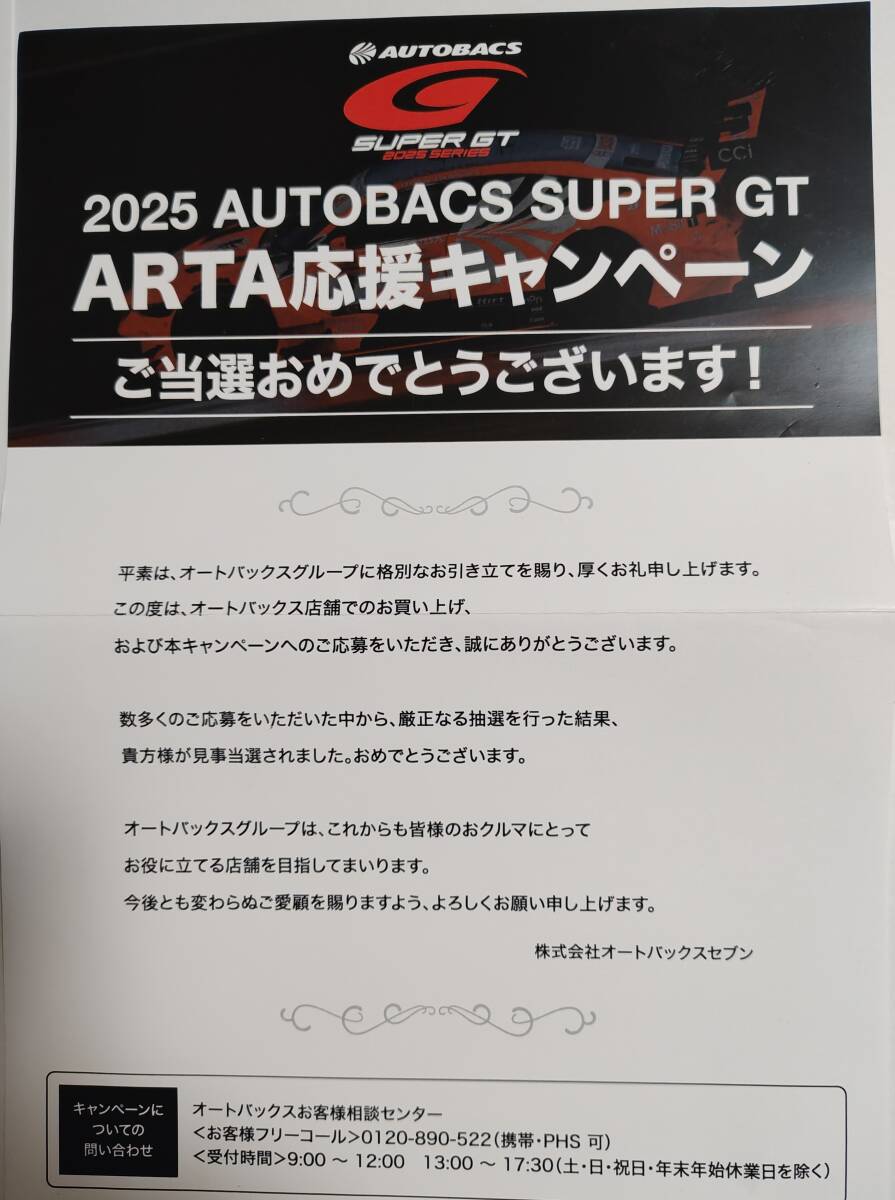 AUTOBACS
SUPER GT
2025 SERIES
CCI
2025 AUTOBACS SUPER GT
ARTA応援キャンペーン
ご当選おめでとうございます!
平素は、オートバックスグループに格別なお引き立てを賜り、厚くお礼申し上げます。
この度は、オートバックス店舗でのお買い上げ、
および本キャンペーンへのご応募をいただき、誠にありがとうございます。
数多くのご応募をいただいた中から、厳正なる抽選を行った結果、
貴方様が見事当選されました。おめでとうございます。
オートバックスグループは、これからも皆様のおクルマにとって
お役に立てる店舗を目指してまいります。
今後とも変わらぬご愛顧を賜りますよう、よろしくお願い申し上げます。
株式会社オートバックスセブン
キャンペーンに
ついての
問い合わせ
オートバックスお客様相談センター
<お客様フリーコール>0120-890-522(携帯・PHS 可)
<受付時間>9:00 ~ 12:00 13:00 ~ 17:30(土・日・祝日・年末年始休業日を除く)